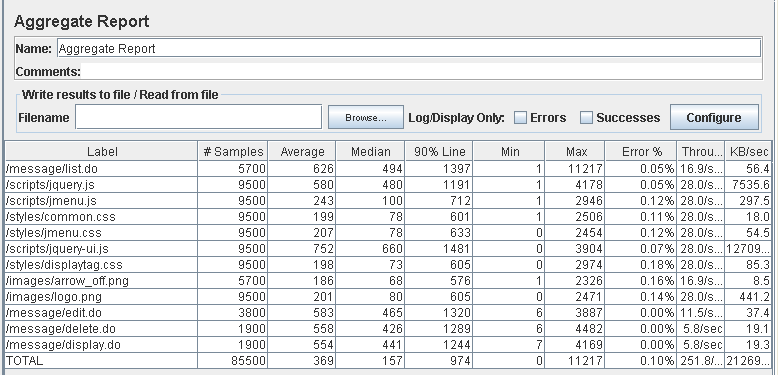 Aggregate Report
Name: Aggregate Report
Comments:
Write results to file / Read from file
Filename Browse... Log/Display Only: Errors Successes Configure
Label # Samples Average Median 90% Line Min Max Error % Throu... KB/sec
/message/list.do 5700 626 494 1397 1 11217 0.05% 16.9/s... 56.4
/scripts/jquery.js 9500 580 480 1191 1 4178 0.05% 28.0/s... 7535.6
/scripts/jmenu.js 9500 243 100 712 1 2946 0.12% 28.0/s... 297.5
/styles/common.css 9500 199 78 601 1 2506 0.11% 28.0/s... 18.0
/styles/jmenu.css 9500 207 78 633 0 2454 0.12% 28.0/s... 54.5
/scripts/jquery-ui.js 9500 752 660 1481 0 3904 0.07% 28.0/s... 12709...
/styles/displaytag.css 9500 198 73 605 0 2974 0.18% 28.0/s... 85.3
/images/arrow_off.png 5700 186 68 576 1 2326 0.16% 16.9/s... 8.5
/images/logo.png 9500 201 80 605 0 2471 0.14% 28.0/s... 441.2
/message/edit.do 3800 583 465 1320 6 3887 0.00% 11.5/s... 37.4
/message/delete.do 1900 558 426 1289 6 4482 0.00% 5.8/sec 19.1
/message/display.do 1900 554 441 1244 7 4169 0.00% 5.8/sec 19.3
TOTAL 85500 369 157 974 0 11217 0.10% 251.8/... 21269...